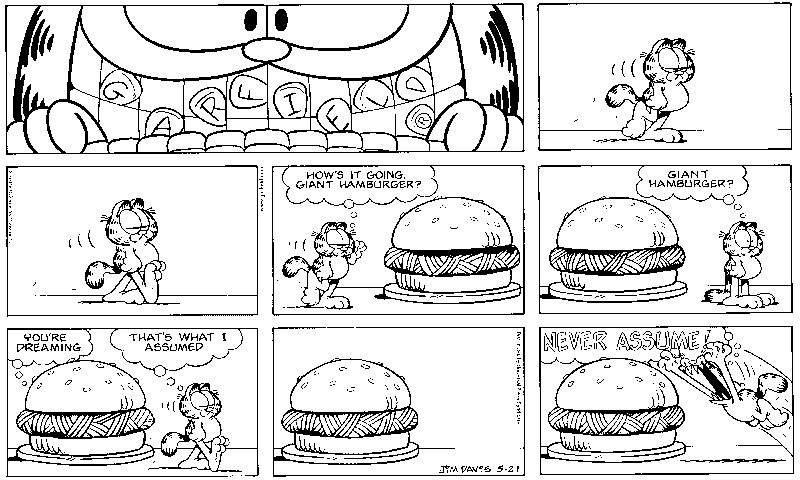 GARFIELD®
HOW'S IT GOING,
GIANT HAMBURGER?
GIANT
HAMBURGER?
YOU'RE
DREAMING
THAT'S WHAT I
ASSUMED
JIM DAVIS 5-21
NEVER ASSUME!